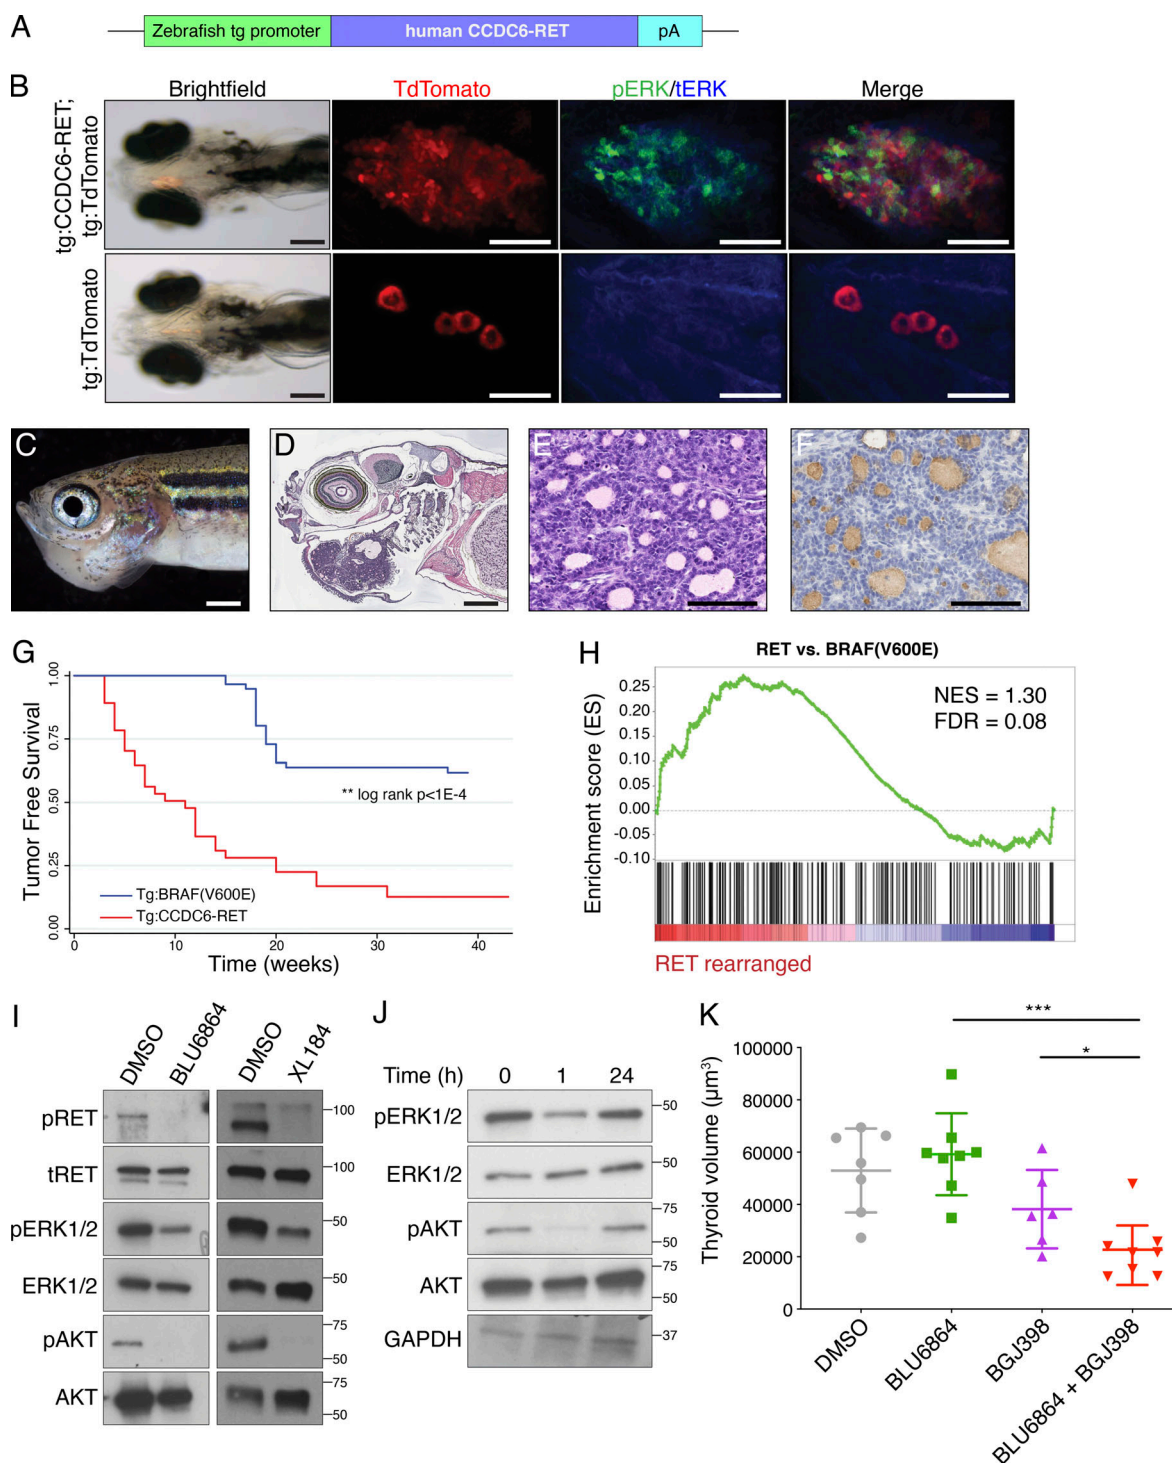 A
Zebrafish tg promoter
human CCDC6-RET
pA
B
Brightfield
TdTomato
pERK/tERK
Merge
tg:CCDC6-RET;
tg:TdTomato
tg:TdTomato
C
D
E
F
G
Tumor Free Survival
1.00
0.75
0.50
0.25
0.00
** log rank p<1E-4
Tg:BRAF(V600E)
Tg:CCDC6-RET
0
10
20
30
40
Time (weeks)
H
RET vs. BRAF(V600E)
Enrichment score (ES)
0.25
0.20
0.15
0.10
0.05
0.00
-0.05
-0.10
NES = 1.30
FDR = 0.08
RET rearranged
I
DMSO
BLU6864
DMSO
XL184
pRET
100
tRET
100
pERK1/2
50
ERK1/2
50
pAKT
75
50
AKT
75
50
J
Time (h)
0
1
24
pERK1/2
50
ERK1/2
50
pAKT
75
50
AKT
75
50
GAPDH
37
K
***
*
Thyroid volume (µm³)
100000
80000
60000
40000
20000
0
DMSO
BLU6864
BGJ398
BLU6864 + BGJ398